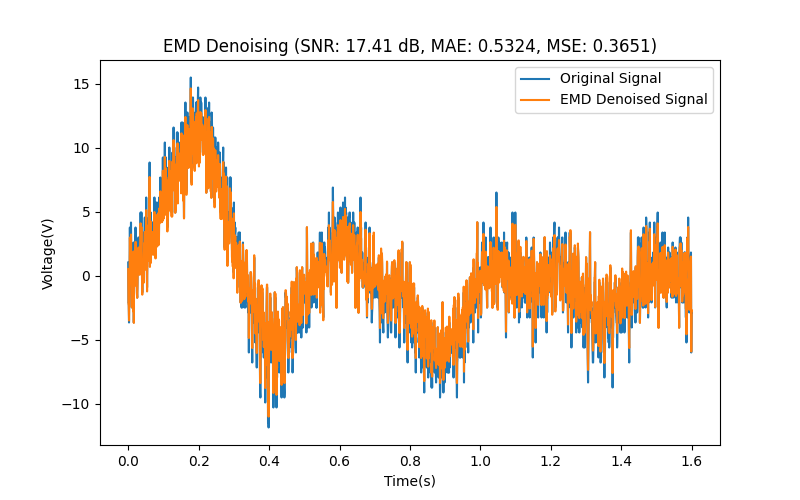 EMD Denoising (SNR: 17.41 dB, MAE: 0.5324, MSE: 0.3651)
Original Signal
EMD Denoised Signal
Voltage(V)
15
10
5
0
−5
−10
0.0 0.2 0.4 0.6 0.8 1.0 1.2 1.4 1.6
Time(s)